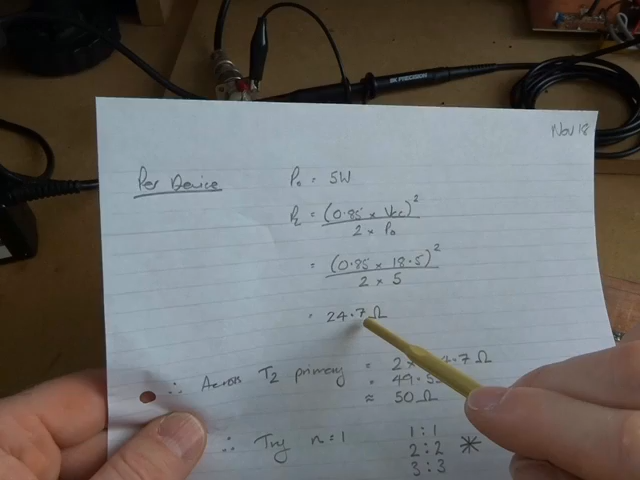 BK PRECISION
Nov 18
Per Device P₀ = 5W
R_L = (0.85 x Vcc)² / 2 x P₀
= (0.85 x 18.5)² / 2 x 5
= 24.7 Ω
∴ Across T2 primary = 2 x 7 Ω
= 49.5
≈ 50 Ω
∴ Try n=1 1:1
2:2 *
3:3